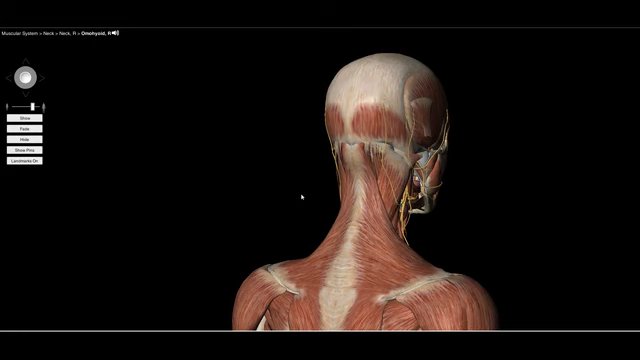 Muscular System > Neck > Neck, R > Omohyoid, R
Show
Fade
Hide
Show Pins
Landmarks On